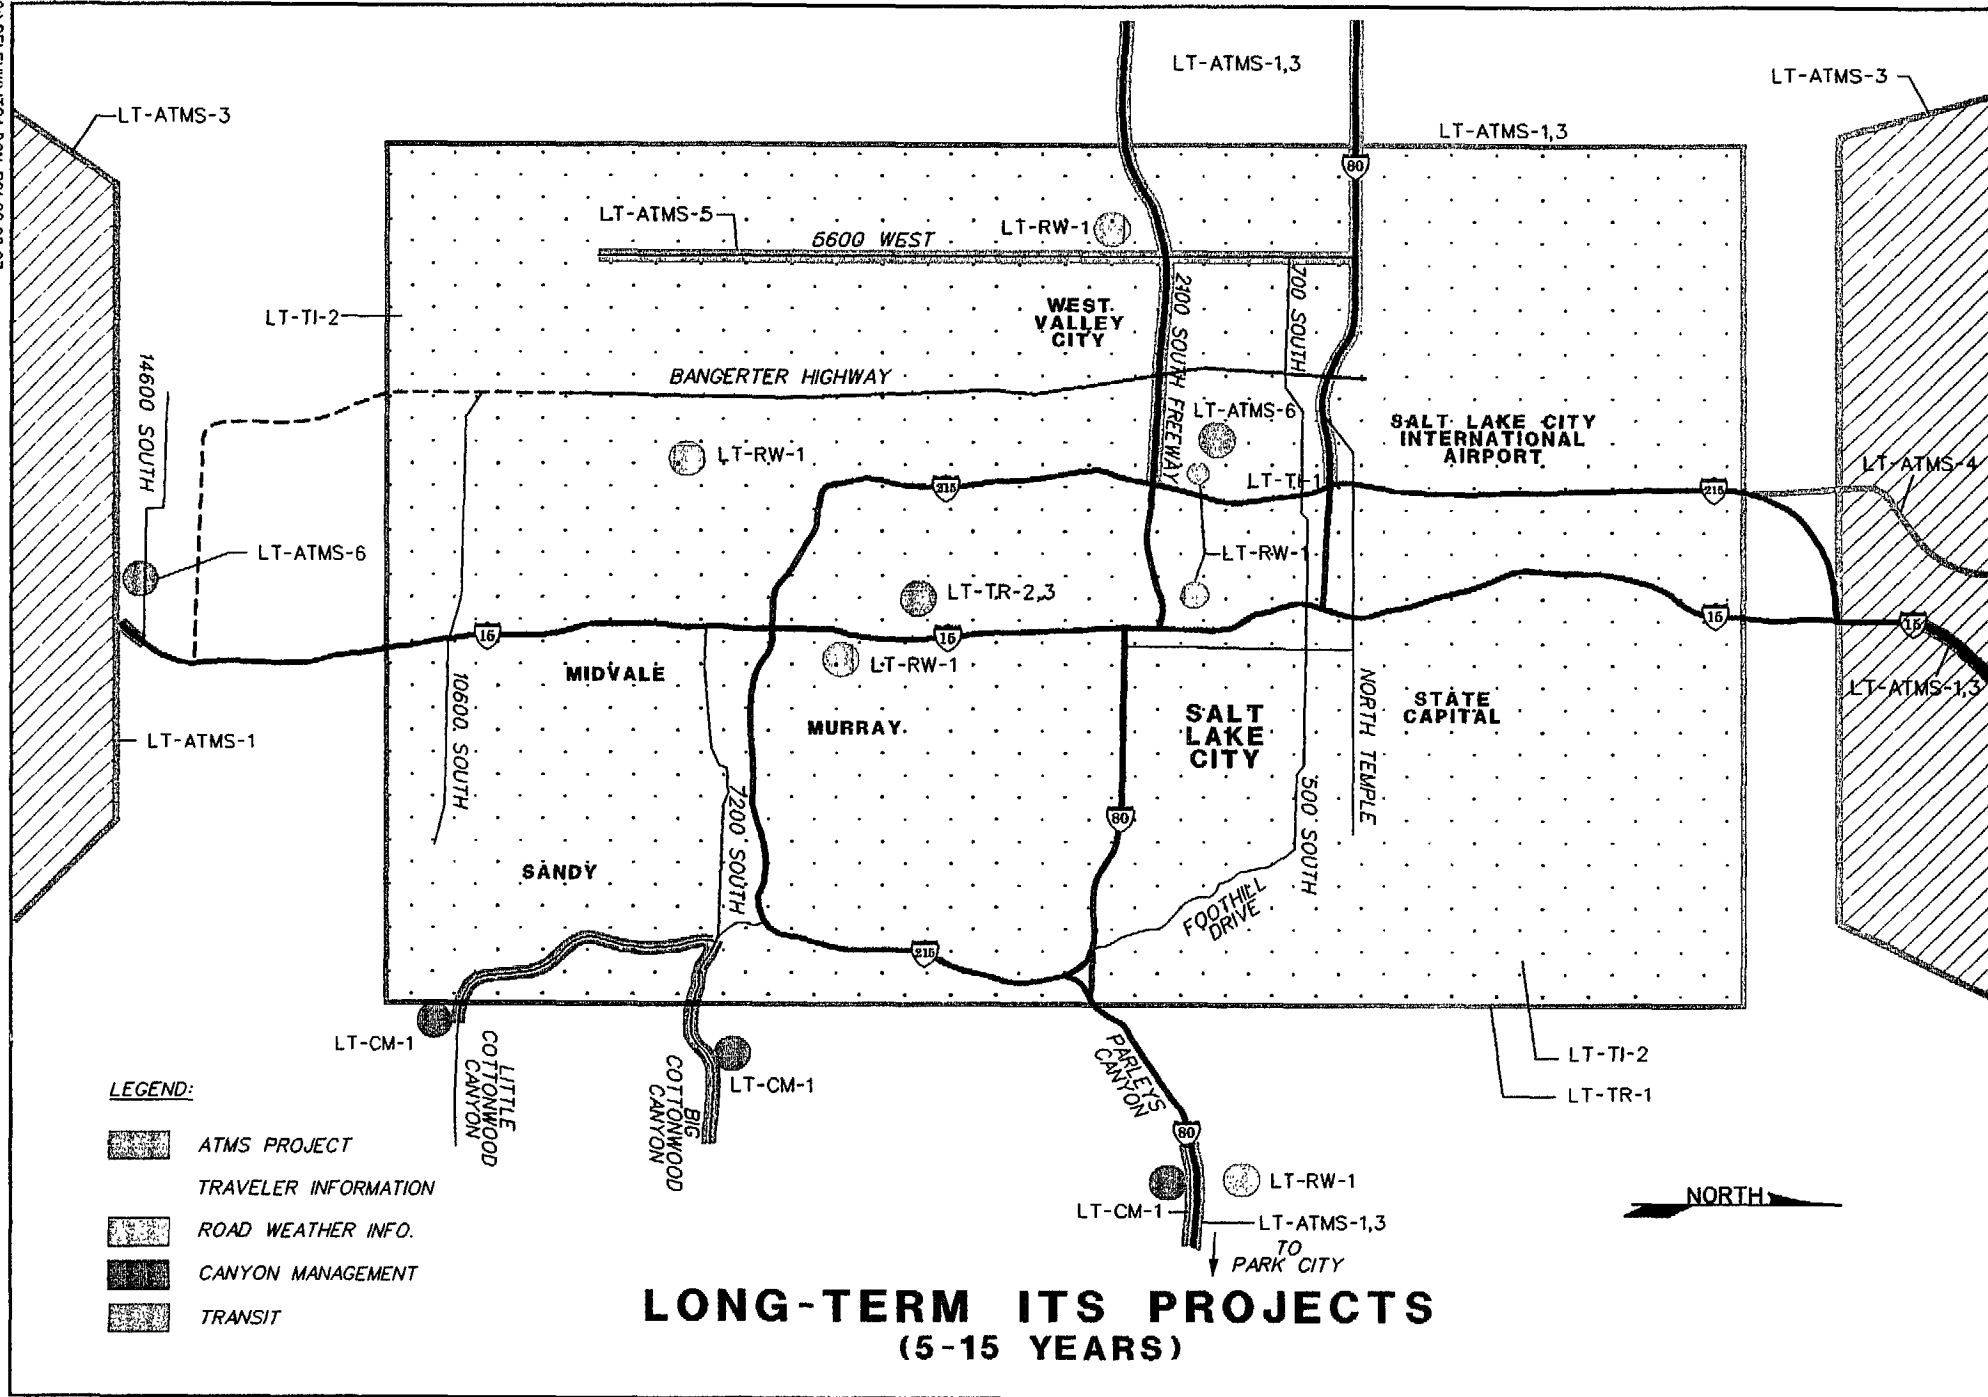 LT-ATMS-1,3
LT-ATMS-3
LT-ATMS-3
LT-ATMS-1,3
80
LT-ATMS-5
LT-RW-1
5600 WEST
LT-TI-2
WEST
VALLEY
CITY
2100 SOUTH FREEWAY
700 SOUTH
14600 SOUTH
BANGERTER HIGHWAY
LT-ATMS-6
SALT LAKE CITY
INTERNATIONAL
AIRPORT
LT-RW-1
LT-ATMS-4
215
LT-TI-1
215
LT-ATMS-6
LT-RW-1
LT-TR-2,3
15
15
15
15
LT-RW-1
MIDVALE
10600 SOUTH
MURRAY
SALT
LAKE
CITY
NORTH TEMPLE
STATE
CAPITAL
LT-ATMS-1,3
LT-ATMS-1
7200 SOUTH
80
500 SOUTH
SANDY
FOOTHILL
DRIVE
215
LT-CM-1
LITTLE
COTTONWOOD
CANYON
BIG
COTTONWOOD
CANYON
LT-CM-1
PARLEYS
CANYON
LT-TI-2
LT-TR-1
80
LT-RW-1
LT-CM-1
LT-ATMS-1,3
TO
PARK CITY
NORTH
LEGEND:
ATMS PROJECT
TRAVELER INFORMATION
ROAD WEATHER INFO.
CANYON MANAGEMENT
TRANSIT
LONG-TERM ITS PROJECTS
(5-15 YEARS)